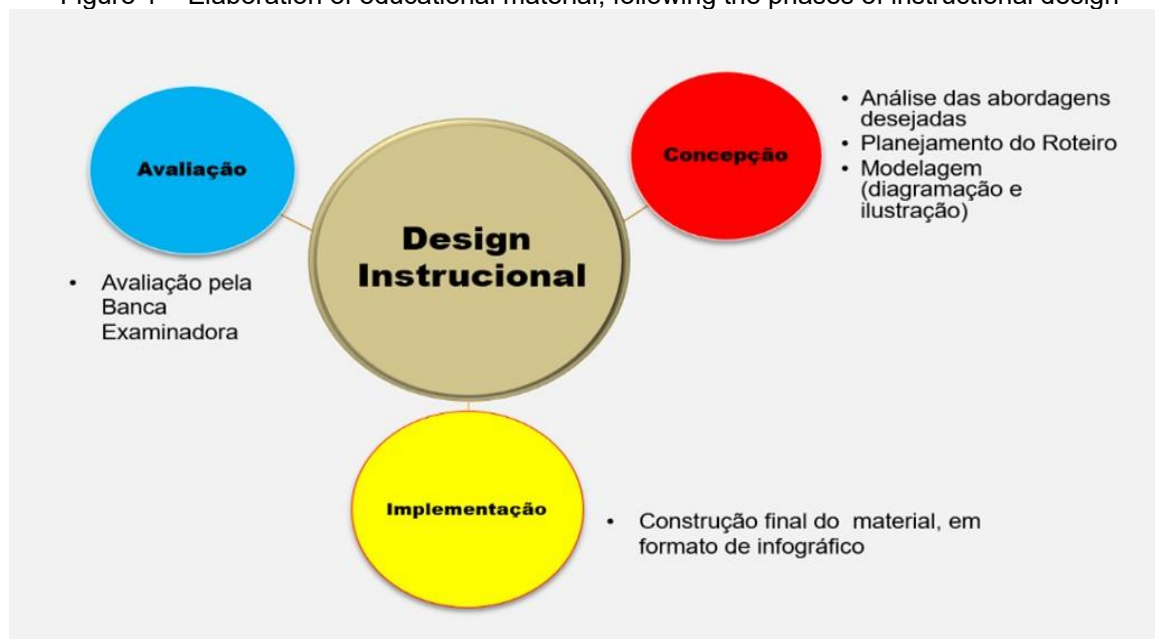 Figure 1 – Elaboration of educational material, following the phases of instructional design
Avaliação
• Avaliação pela
Banca
Examinadora
Design
Instrucional
Concepção
• Análise das abordagens
desejadas
• Planejamento do Roteiro
• Modelagem
(diagramação e
ilustração)
Implementação
• Construção final do material, em
formato de infográfico